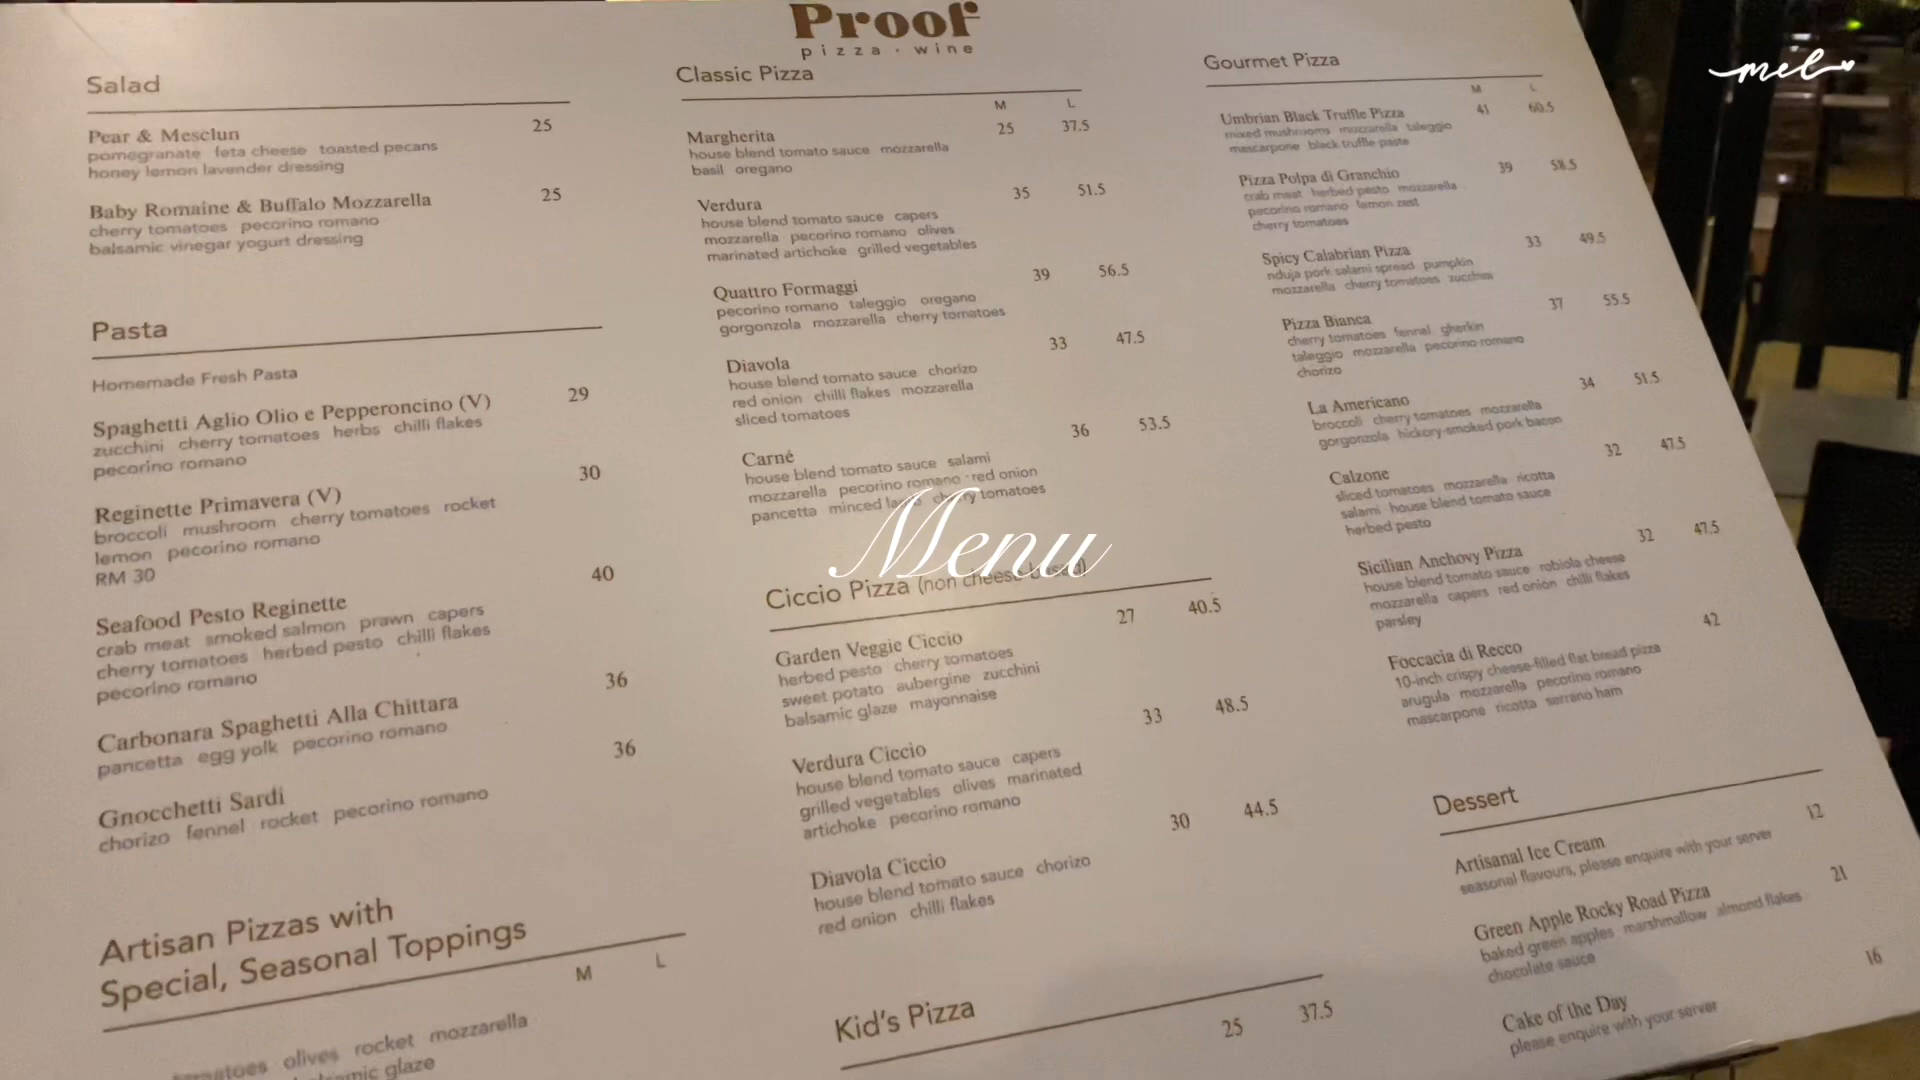 Proof
pizza · wine
mel
Salad
Pear & Mesclun 25
pomegranate feta cheese toasted pecans
honey lemon lavender dressing
Baby Romaine & Buffalo Mozzarella 25
cherry tomatoes pecorino romano
balsamic vinegar yogurt dressing
Pasta
Homemade Fresh Pasta
Spaghetti Aglio Olio e Pepperoncino (V) 29
zucchini cherry tomatoes herbs chilli flakes
pecorino romano
Reginette Primavera (V) 30
broccoli mushroom cherry tomatoes rocket
lemon pecorino romano
RM 30
Seafood Pesto Reginette 40
crab meat smoked salmon prawn capers
cherry tomatoes herbed pesto chilli flakes
pecorino romano
Carbonara Spaghetti Alla Chittara 36
pancetta egg yolk pecorino romano
Gnocchetti Sardi 36
chorizo fennel rocket pecorino romano
Artisan Pizzas with
Special, Seasonal Toppings
M L
olives rocket mozzarella
glaze
Classic Pizza
M L
Margherita 25 37.5
house blend tomato sauce mozzarella
basil oregano
Verdura 35 51.5
house blend tomato sauce capers
mozzarella pecorino romano olives
marinated artichoke grilled vegetables
Quattro Formaggi 39 56.5
pecorino romano taleggio oregano
gorgonzola mozzarella cherry tomatoes
Diavola 33 47.5
house blend tomato sauce chorizo
red onion chilli flakes mozzarella
sliced tomatoes
Carné 36 53.5
house blend tomato sauce salami
mozzarella pecorino romano red onion
pancetta minced cherry tomatoes
Menu
Ciccio Pizza (non cheese based)
Garden Veggie Ciccio 27 40.5
herbed pesto cherry tomatoes
sweet potato aubergine zucchini
balsamic glaze mayonnaise
Verdura Ciccio 33 48.5
house blend tomato sauce capers
grilled vegetables olives marinated
artichoke pecorino romano
Diavola Ciccio 30 44.5
house blend tomato sauce chorizo
red onion chilli flakes
Kid's Pizza
25 37.5
Gourmet Pizza
M L
Umbrian Black Truffle Pizza 41 60.5
mixed mushrooms mozzarella taleggio
mascarpone black truffle paste
Pizza Polpa di Granchio 39 58.5
crab meat herbed pesto mozzarella
pecorino romano lemon zest
cherry tomatoes
Spicy Calabrian Pizza 33 49.5
nduja pork salami spread pumpkin
mozzarella cherry tomatoes zucchini
Pizza Bianca 37 55.5
cherry tomatoes fennel gherkin
taleggio mozzarella pecorino romano
chorizo
La Americano 34 51.5
broccoli cherry tomatoes mozzarella
gorgonzola hickory-smoked pork bacon
Calzone 32 47.5
sliced tomatoes mozzarella ricotta
salami house blend tomato sauce
herbed pesto
Sicilian Anchovy Pizza 32 47.5
house blend tomato sauce robiola cheese
mozzarella capers red onion chilli flakes
parsley
Foccacia di Recco 42
10-inch crispy cheese-filled flat bread pizza
arugula mozzarella pecorino romano
mascarpone ricotta serrano ham
Dessert
Artisanal Ice Cream 12
seasonal flavours, please enquire with your server
Green Apple Rocky Road Pizza 21
baked green apples marshmallow almond flakes
chocolate sauce
Cake of the Day 16
please enquire with your server